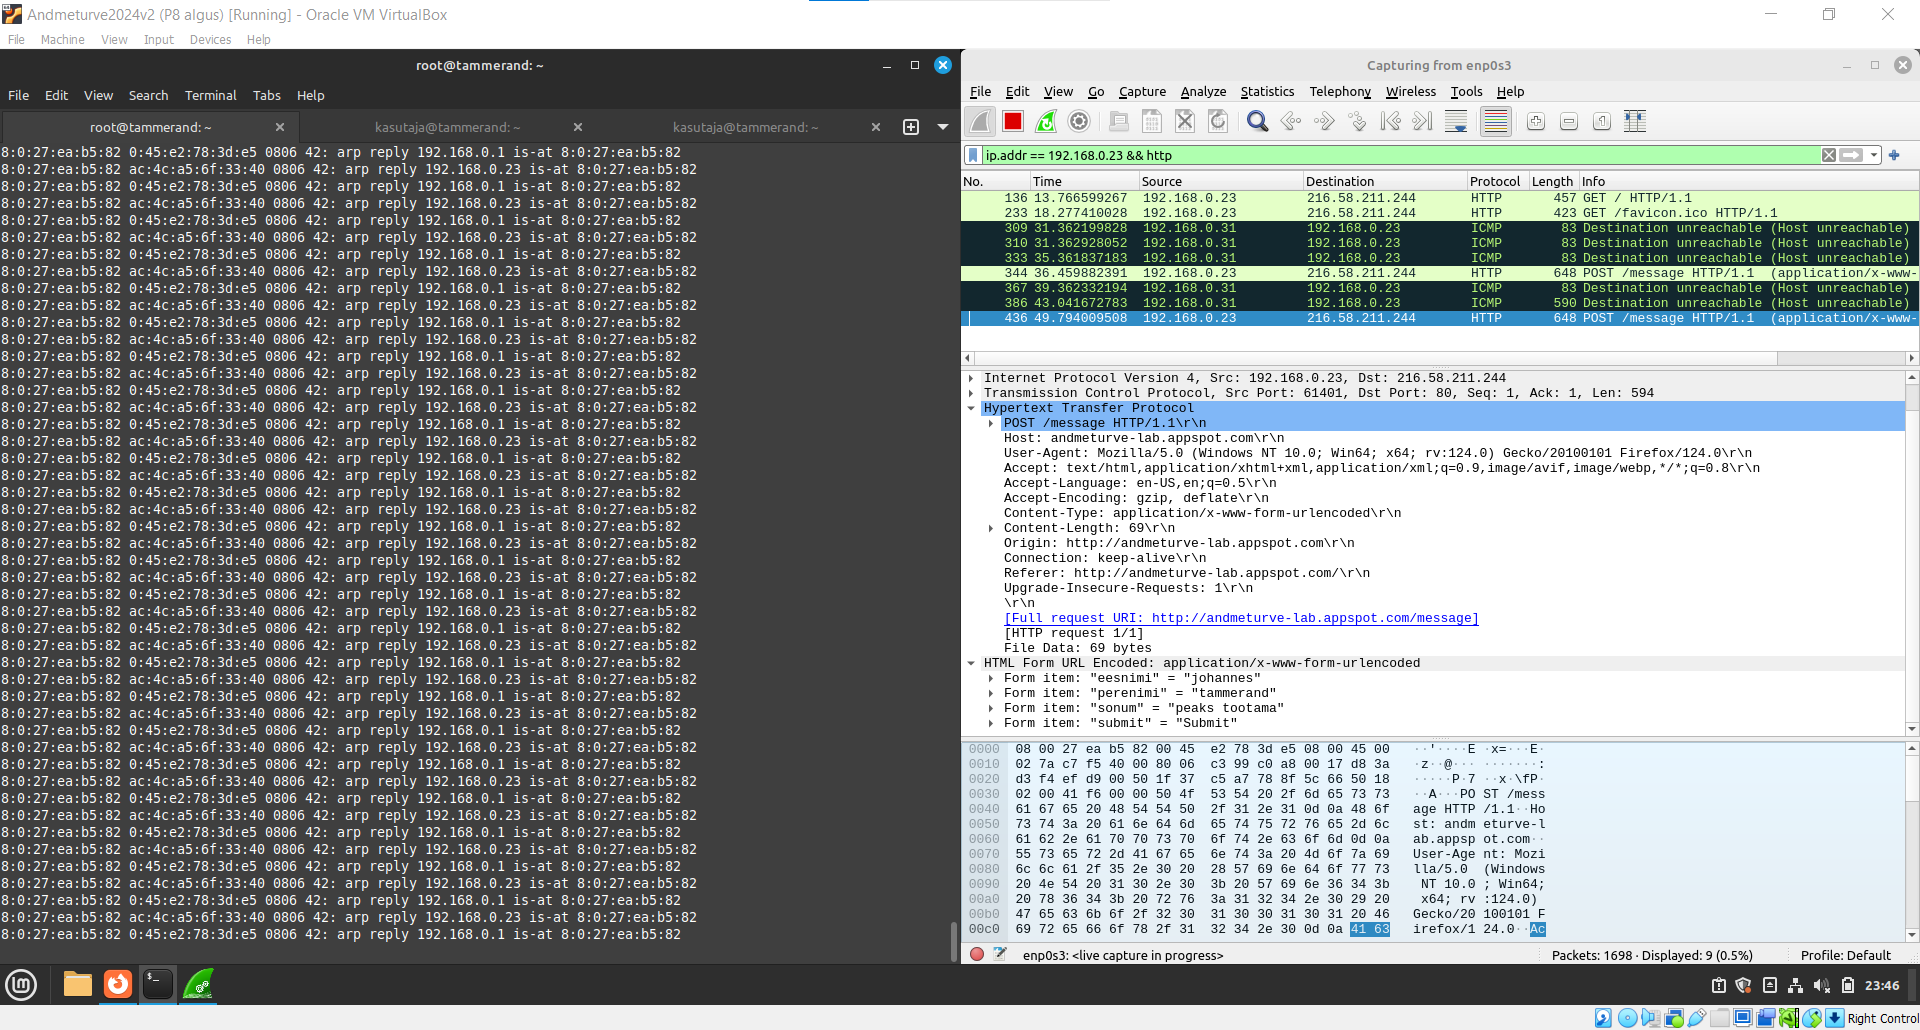 Andmeturve2024v2 (P8 algus) [Running] - Oracle VM VirtualBox
File Machine View Input Devices Help
root@tammerand: ~
File Edit View Search Terminal Tabs Help
root@tammerand: ~ kasutaja@tammerand: ~ kasutaja@tammerand: ~
8:0:27:ea:b5:82 0:45:e2:78:3d:e5 0806 42: arp reply 192.168.0.1 is-at 8:0:27:ea:b5:82
8:0:27:ea:b5:82 ac:4c:a5:6f:33:40 0806 42: arp reply 192.168.0.23 is-at 8:0:27:ea:b5:82
8:0:27:ea:b5:82 0:45:e2:78:3d:e5 0806 42: arp reply 192.168.0.1 is-at 8:0:27:ea:b5:82
8:0:27:ea:b5:82 ac:4c:a5:6f:33:40 0806 42: arp reply 192.168.0.23 is-at 8:0:27:ea:b5:82
8:0:27:ea:b5:82 0:45:e2:78:3d:e5 0806 42: arp reply 192.168.0.1 is-at 8:0:27:ea:b5:82
8:0:27:ea:b5:82 ac:4c:a5:6f:33:40 0806 42: arp reply 192.168.0.23 is-at 8:0:27:ea:b5:82
8:0:27:ea:b5:82 0:45:e2:78:3d:e5 0806 42: arp reply 192.168.0.1 is-at 8:0:27:ea:b5:82
8:0:27:ea:b5:82 ac:4c:a5:6f:33:40 0806 42: arp reply 192.168.0.23 is-at 8:0:27:ea:b5:82
8:0:27:ea:b5:82 0:45:e2:78:3d:e5 0806 42: arp reply 192.168.0.1 is-at 8:0:27:ea:b5:82
8:0:27:ea:b5:82 ac:4c:a5:6f:33:40 0806 42: arp reply 192.168.0.23 is-at 8:0:27:ea:b5:82
8:0:27:ea:b5:82 0:45:e2:78:3d:e5 0806 42: arp reply 192.168.0.1 is-at 8:0:27:ea:b5:82
8:0:27:ea:b5:82 ac:4c:a5:6f:33:40 0806 42: arp reply 192.168.0.23 is-at 8:0:27:ea:b5:82
8:0:27:ea:b5:82 0:45:e2:78:3d:e5 0806 42: arp reply 192.168.0.1 is-at 8:0:27:ea:b5:82
8:0:27:ea:b5:82 ac:4c:a5:6f:33:40 0806 42: arp reply 192.168.0.23 is-at 8:0:27:ea:b5:82
8:0:27:ea:b5:82 0:45:e2:78:3d:e5 0806 42: arp reply 192.168.0.1 is-at 8:0:27:ea:b5:82
8:0:27:ea:b5:82 ac:4c:a5:6f:33:40 0806 42: arp reply 192.168.0.23 is-at 8:0:27:ea:b5:82
8:0:27:ea:b5:82 0:45:e2:78:3d:e5 0806 42: arp reply 192.168.0.1 is-at 8:0:27:ea:b5:82
8:0:27:ea:b5:82 ac:4c:a5:6f:33:40 0806 42: arp reply 192.168.0.23 is-at 8:0:27:ea:b5:82
8:0:27:ea:b5:82 0:45:e2:78:3d:e5 0806 42: arp reply 192.168.0.1 is-at 8:0:27:ea:b5:82
8:0:27:ea:b5:82 ac:4c:a5:6f:33:40 0806 42: arp reply 192.168.0.23 is-at 8:0:27:ea:b5:82
8:0:27:ea:b5:82 0:45:e2:78:3d:e5 0806 42: arp reply 192.168.0.1 is-at 8:0:27:ea:b5:82
8:0:27:ea:b5:82 ac:4c:a5:6f:33:40 0806 42: arp reply 192.168.0.23 is-at 8:0:27:ea:b5:82
8:0:27:ea:b5:82 0:45:e2:78:3d:e5 0806 42: arp reply 192.168.0.1 is-at 8:0:27:ea:b5:82
8:0:27:ea:b5:82 ac:4c:a5:6f:33:40 0806 42: arp reply 192.168.0.23 is-at 8:0:27:ea:b5:82
8:0:27:ea:b5:82 0:45:e2:78:3d:e5 0806 42: arp reply 192.168.0.1 is-at 8:0:27:ea:b5:82
8:0:27:ea:b5:82 ac:4c:a5:6f:33:40 0806 42: arp reply 192.168.0.23 is-at 8:0:27:ea:b5:82
8:0:27:ea:b5:82 0:45:e2:78:3d:e5 0806 42: arp reply 192.168.0.1 is-at 8:0:27:ea:b5:82
8:0:27:ea:b5:82 ac:4c:a5:6f:33:40 0806 42: arp reply 192.168.0.23 is-at 8:0:27:ea:b5:82
8:0:27:ea:b5:82 0:45:e2:78:3d:e5 0806 42: arp reply 192.168.0.1 is-at 8:0:27:ea:b5:82
8:0:27:ea:b5:82 ac:4c:a5:6f:33:40 0806 42: arp reply 192.168.0.23 is-at 8:0:27:ea:b5:82
8:0:27:ea:b5:82 0:45:e2:78:3d:e5 0806 42: arp reply 192.168.0.1 is-at 8:0:27:ea:b5:82
8:0:27:ea:b5:82 ac:4c:a5:6f:33:40 0806 42: arp reply 192.168.0.23 is-at 8:0:27:ea:b5:82
8:0:27:ea:b5:82 0:45:e2:78:3d:e5 0806 42: arp reply 192.168.0.1 is-at 8:0:27:ea:b5:82
8:0:27:ea:b5:82 ac:4c:a5:6f:33:40 0806 42: arp reply 192.168.0.23 is-at 8:0:27:ea:b5:82
8:0:27:ea:b5:82 0:45:e2:78:3d:e5 0806 42: arp reply 192.168.0.1 is-at 8:0:27:ea:b5:82
8:0:27:ea:b5:82 ac:4c:a5:6f:33:40 0806 42: arp reply 192.168.0.23 is-at 8:0:27:ea:b5:82
8:0:27:ea:b5:82 0:45:e2:78:3d:e5 0806 42: arp reply 192.168.0.1 is-at 8:0:27:ea:b5:82
8:0:27:ea:b5:82 ac:4c:a5:6f:33:40 0806 42: arp reply 192.168.0.23 is-at 8:0:27:ea:b5:82
8:0:27:ea:b5:82 0:45:e2:78:3d:e5 0806 42: arp reply 192.168.0.1 is-at 8:0:27:ea:b5:82
8:0:27:ea:b5:82 ac:4c:a5:6f:33:40 0806 42: arp reply 192.168.0.23 is-at 8:0:27:ea:b5:82
8:0:27:ea:b5:82 0:45:e2:78:3d:e5 0806 42: arp reply 192.168.0.1 is-at 8:0:27:ea:b5:82
8:0:27:ea:b5:82 ac:4c:a5:6f:33:40 0806 42: arp reply 192.168.0.23 is-at 8:0:27:ea:b5:82
8:0:27:ea:b5:82 0:45:e2:78:3d:e5 0806 42: arp reply 192.168.0.1 is-at 8:0:27:ea:b5:82
8:0:27:ea:b5:82 ac:4c:a5:6f:33:40 0806 42: arp reply 192.168.0.23 is-at 8:0:27:ea:b5:82
8:0:27:ea:b5:82 0:45:e2:78:3d:e5 0806 42: arp reply 192.168.0.1 is-at 8:0:27:ea:b5:82
8:0:27:ea:b5:82 ac:4c:a5:6f:33:40 0806 42: arp reply 192.168.0.23 is-at 8:0:27:ea:b5:82
8:0:27:ea:b5:82 0:45:e2:78:3d:e5 0806 42: arp reply 192.168.0.1 is-at 8:0:27:ea:b5:82
Capturing from enp0s3
File Edit View Go Capture Analyze Statistics Telephony Wireless Tools Help
ip.addr == 192.168.0.23 && http
No. Time Source Destination Protocol Length Info
136 13.766599267 192.168.0.23 216.58.211.244 HTTP 457 GET / HTTP/1.1
233 18.277410028 192.168.0.23 216.58.211.244 HTTP 423 GET /favicon.ico HTTP/1.1
309 31.362199828 192.168.0.31 192.168.0.23 ICMP 83 Destination unreachable (Host unreachable)
310 31.362928052 192.168.0.31 192.168.0.23 ICMP 83 Destination unreachable (Host unreachable)
333 35.361837183 192.168.0.31 192.168.0.23 ICMP 83 Destination unreachable (Host unreachable)
344 36.459882391 192.168.0.23 216.58.211.244 HTTP 648 POST /message HTTP/1.1 (application/x-www-
367 39.362332194 192.168.0.31 192.168.0.23 ICMP 83 Destination unreachable (Host unreachable)
386 43.041672783 192.168.0.31 192.168.0.23 ICMP 590 Destination unreachable (Host unreachable)
436 49.794009508 192.168.0.23 216.58.211.244 HTTP 648 POST /message HTTP/1.1 (application/x-www-
Internet Protocol Version 4, Src: 192.168.0.23, Dst: 216.58.211.244
Transmission Control Protocol, Src Port: 61401, Dst Port: 80, Seq: 1, Ack: 1, Len: 594
Hypertext Transfer Protocol
POST /message HTTP/1.1\r\n
Host: andmeturve-lab.appspot.com\r\n
User-Agent: Mozilla/5.0 (Windows NT 10.0; Win64; x64; rv:124.0) Gecko/20100101 Firefox/124.0\r\n
Accept: text/html,application/xhtml+xml,application/xml;q=0.9,image/avif,image/webp,*/*;q=0.8\r\n
Accept-Language: en-US,en;q=0.5\r\n
Accept-Encoding: gzip, deflate\r\n
Content-Type: application/x-www-form-urlencoded\r\n
Content-Length: 69\r\n
Origin: http://andmeturve-lab.appspot.com\r\n
Connection: keep-alive\r\n
Referer: http://andmeturve-lab.appspot.com/\r\n
Upgrade-Insecure-Requests: 1\r\n
\r\n
[Full request URI: http://andmeturve-lab.appspot.com/message]
[HTTP request 1/1]
File Data: 69 bytes
HTML Form URL Encoded: application/x-www-form-urlencoded
Form item: "eesnimi" = "johannes"
Form item: "perenimi" = "tammerand"
Form item: "sonum" = "peaks tootama"
Form item: "submit" = "Submit"
0000 08 00 27 ea b5 82 00 45 e2 78 3d e5 08 00 45 00 ··'····E ·x=···E·
0010 02 7a c7 f5 40 00 80 06 c3 99 c0 a8 00 17 d8 3a ·z··@··· ·······:
0020 d3 f4 ef d9 00 50 1f 37 c5 a7 78 8f 5c 66 50 18 ·····P·7 ··x·\fP·
0030 02 00 41 f6 00 00 50 4f 53 54 20 2f 6d 65 73 73 ··A···PO ST /mess
0040 61 67 65 20 48 54 54 50 2f 31 2e 31 0d 0a 48 6f age HTTP /1.1··Ho
0050 73 74 3a 20 61 6e 64 6d 65 74 75 72 76 65 2d 6c st: andm eturve-l
0060 61 62 2e 61 70 70 73 70 6f 74 2e 63 6f 6d 0d 0a ab.appsp ot.com··
0070 55 73 65 72 2d 41 67 65 6e 74 3a 20 4d 6f 7a 69 User-Age nt: Mozi
0080 6c 6c 61 2f 35 2e 30 20 28 57 69 6e 64 6f 77 73 lla/5.0 (Windows
0090 20 4e 54 20 31 30 2e 30 3b 20 57 69 6e 36 34 3b NT 10.0 ; Win64;
00a0 20 78 36 34 3b 20 72 76 3a 31 32 34 2e 30 29 20 x64; rv :124.0)
00b0 47 65 63 6b 6f 2f 32 30 31 30 30 31 30 31 20 46 Gecko/20 100101 F
00c0 69 72 65 66 6f 78 2f 31 32 34 2e 30 0d 0a 41 63 irefox/1 24.0··Ac
enp0s3: <live capture in progress> Packets: 1698 · Displayed: 9 (0.5%) Profile: Default
23:46
Right Control